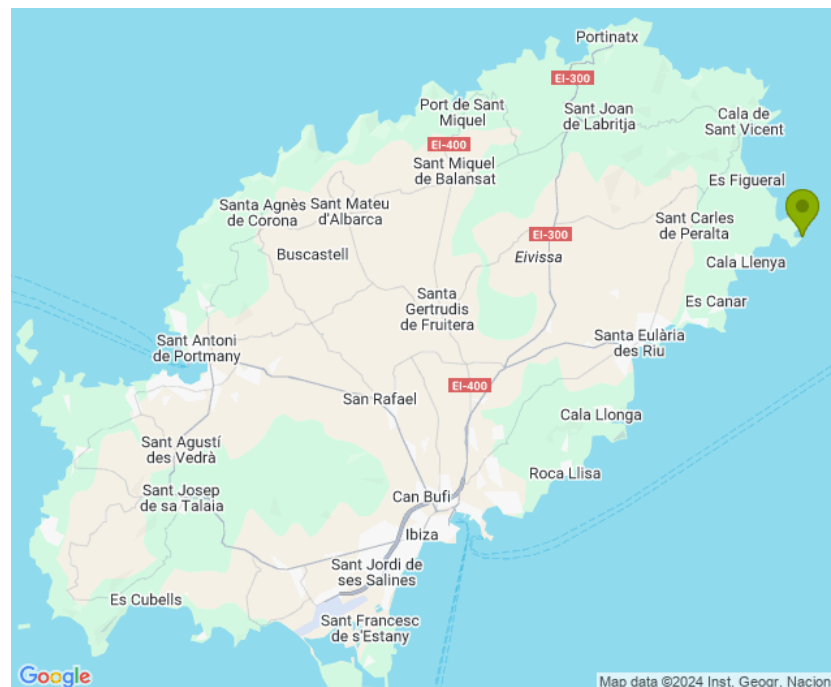 Portinatx
EI-300
Port de Sant
Miquel
Sant Joan
de Labritja
Cala de
Sant Vicent
EI-400
Sant Miquel
de Balansat
Es Figueral
Santa Agnès
de Corona
Sant Mateu
d'Albarca
Sant Carles
de Peralta
EI-300
Buscastell
Eivissa
Cala Llenya
Santa
Gertrudis
de Fruitera
Es Canar
Sant Antoni
de Portmany
Santa Eulària
des Riu
EI-400
San Rafael
Cala Llonga
Sant Agustí
des Vedrà
Roca Llisa
Sant Josep
de sa Talaia
Can Bufi
Ibiza
Sant Jordi de
ses Salines
Es Cubells
Sant Francesc
de s'Estany
Google
Map data ©2024 Inst. Geogr. Nacion